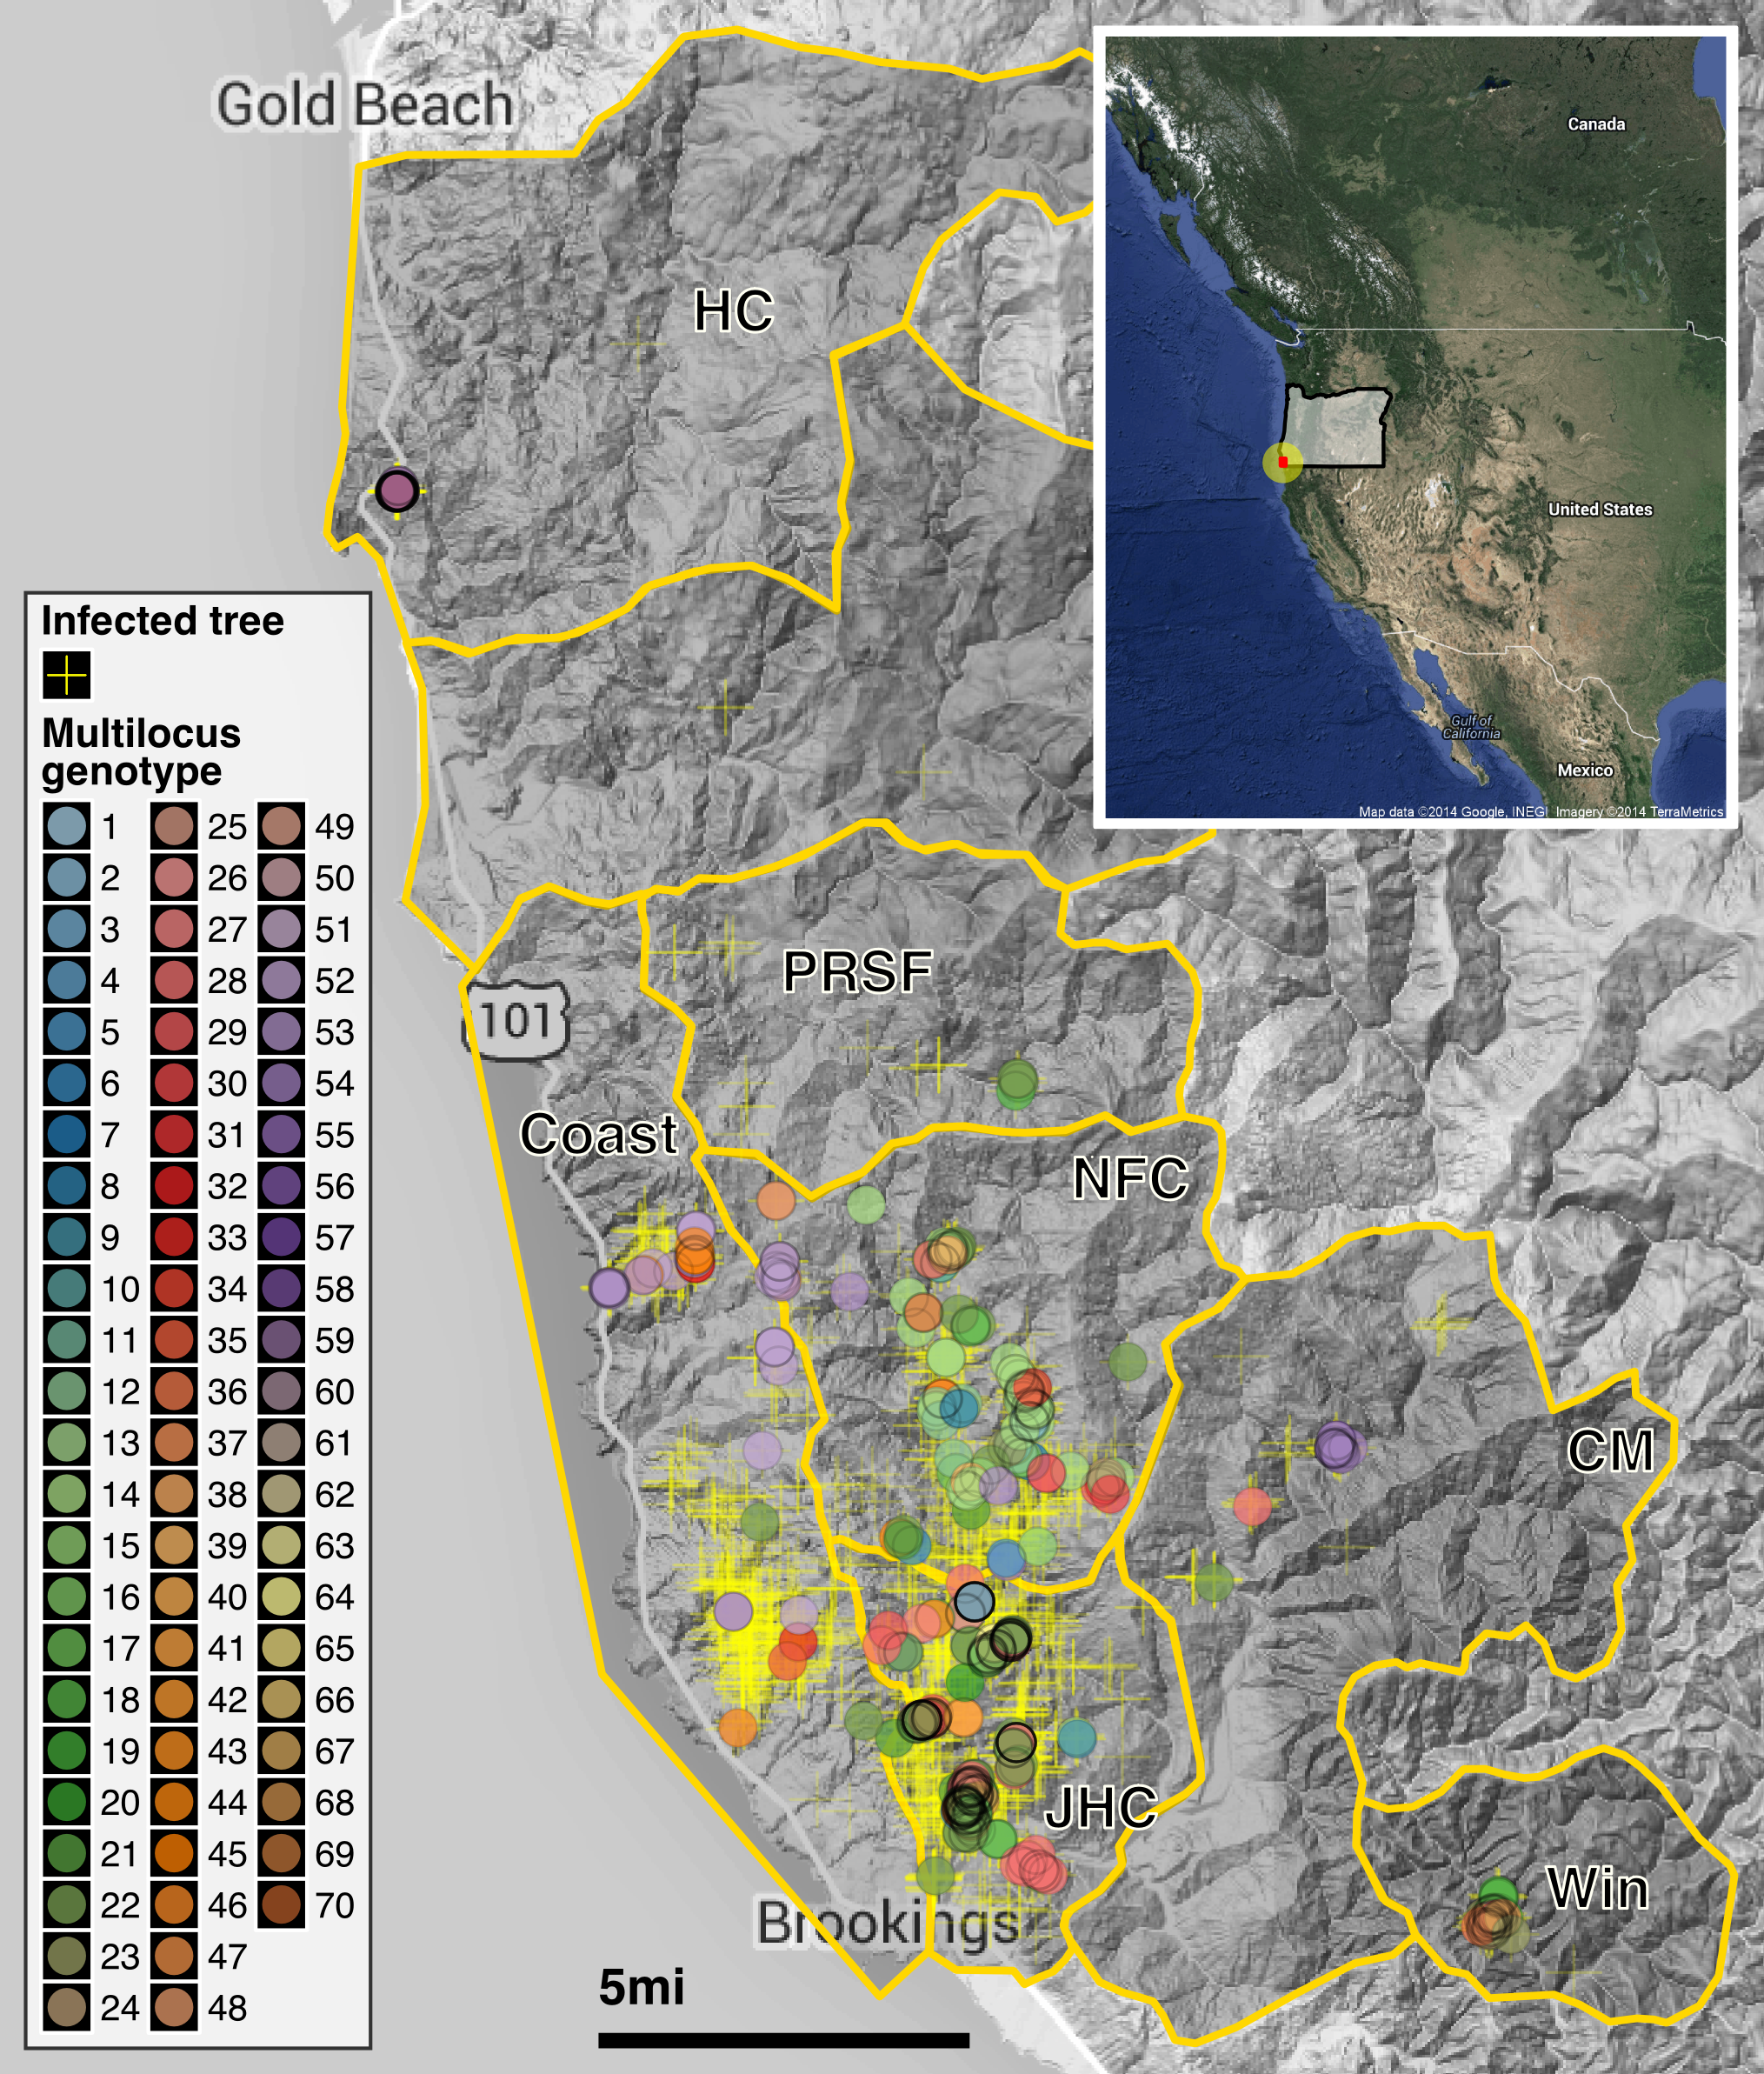 Gold Beach
HC
Canada
United States
Gulf of
California
Mexico
Map data ©2014 Google, INEGI Imagery ©2014 TerraMetrics
Infected tree
Multilocus
genotype
1 25 49
2 26 50
3 27 51
4 28 52
5 29 53
6 30 54
7 31 55
8 32 56
9 33 57
10 34 58
11 35 59
12 36 60
13 37 61
14 38 62
15 39 63
16 40 64
17 41 65
18 42 66
19 43 67
20 44 68
21 45 69
22 46 70
23 47
24 48
PRSF
101
Coast
NFC
CM
JHC
Win
Brookings
5mi